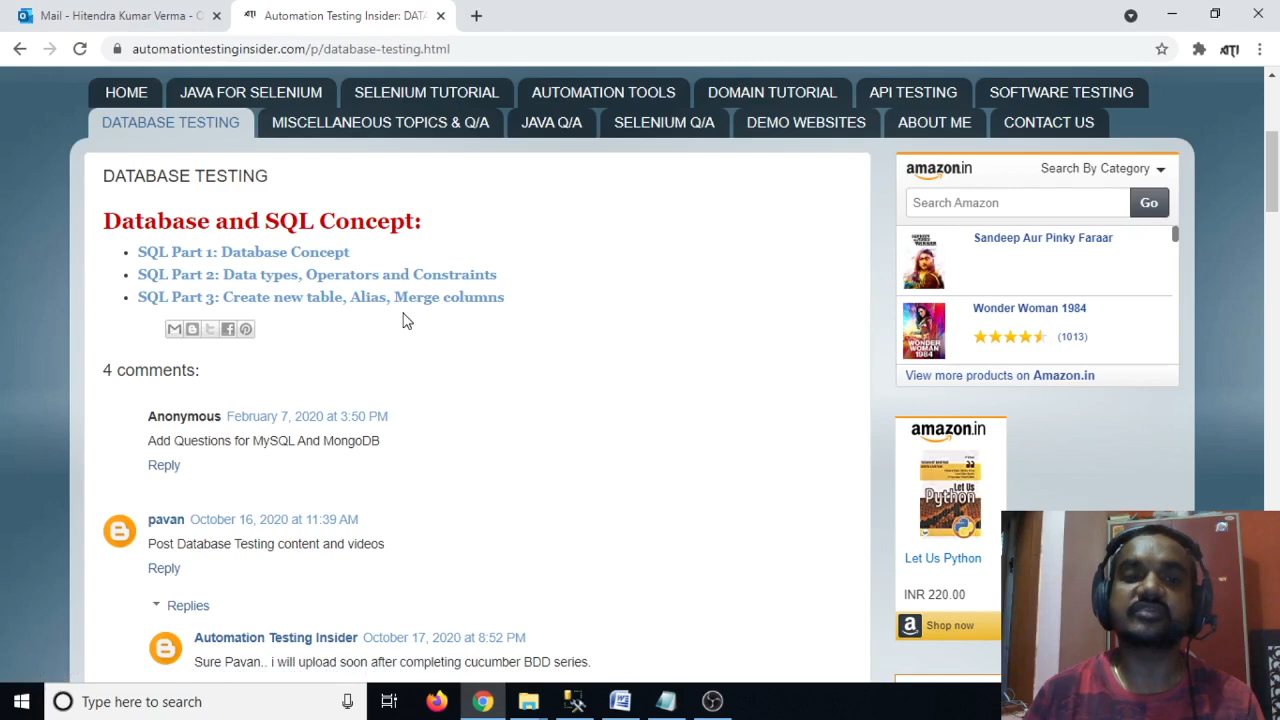 Mail - Hitendra Kumar Verma - O
Automation Testing Insider: DAT
automationtestinginsider.com/p/database-testing.html
HOME
JAVA FOR SELENIUM
SELENIUM TUTORIAL
AUTOMATION TOOLS
DOMAIN TUTORIAL
API TESTING
SOFTWARE TESTING
DATABASE TESTING
MISCELLANEOUS TOPICS & Q/A
JAVA Q/A
SELENIUM Q/A
DEMO WEBSITES
ABOUT ME
CONTACT US
DATABASE TESTING
Database and SQL Concept:
• SQL Part 1: Database Concept
• SQL Part 2: Data types, Operators and Constraints
• SQL Part 3: Create new table, Alias, Merge columns
4 comments:
Anonymous February 7, 2020 at 3:50 PM
Add Questions for MySQL And MongoDB
Reply
pavan October 16, 2020 at 11:39 AM
Post Database Testing content and videos
Reply
Replies
Automation Testing Insider October 17, 2020 at 8:52 PM
Sure Pavan.. i will upload soon after completing cucumber BDD series.
amazon.in
Search By Category
Search Amazon
Go
Sandeep Aur Pinky Faraar
Wonder Woman 1984
(1013)
View more products on Amazon.in
amazon.in
Let Us Python
INR 220.00
Shop now
Type here to search